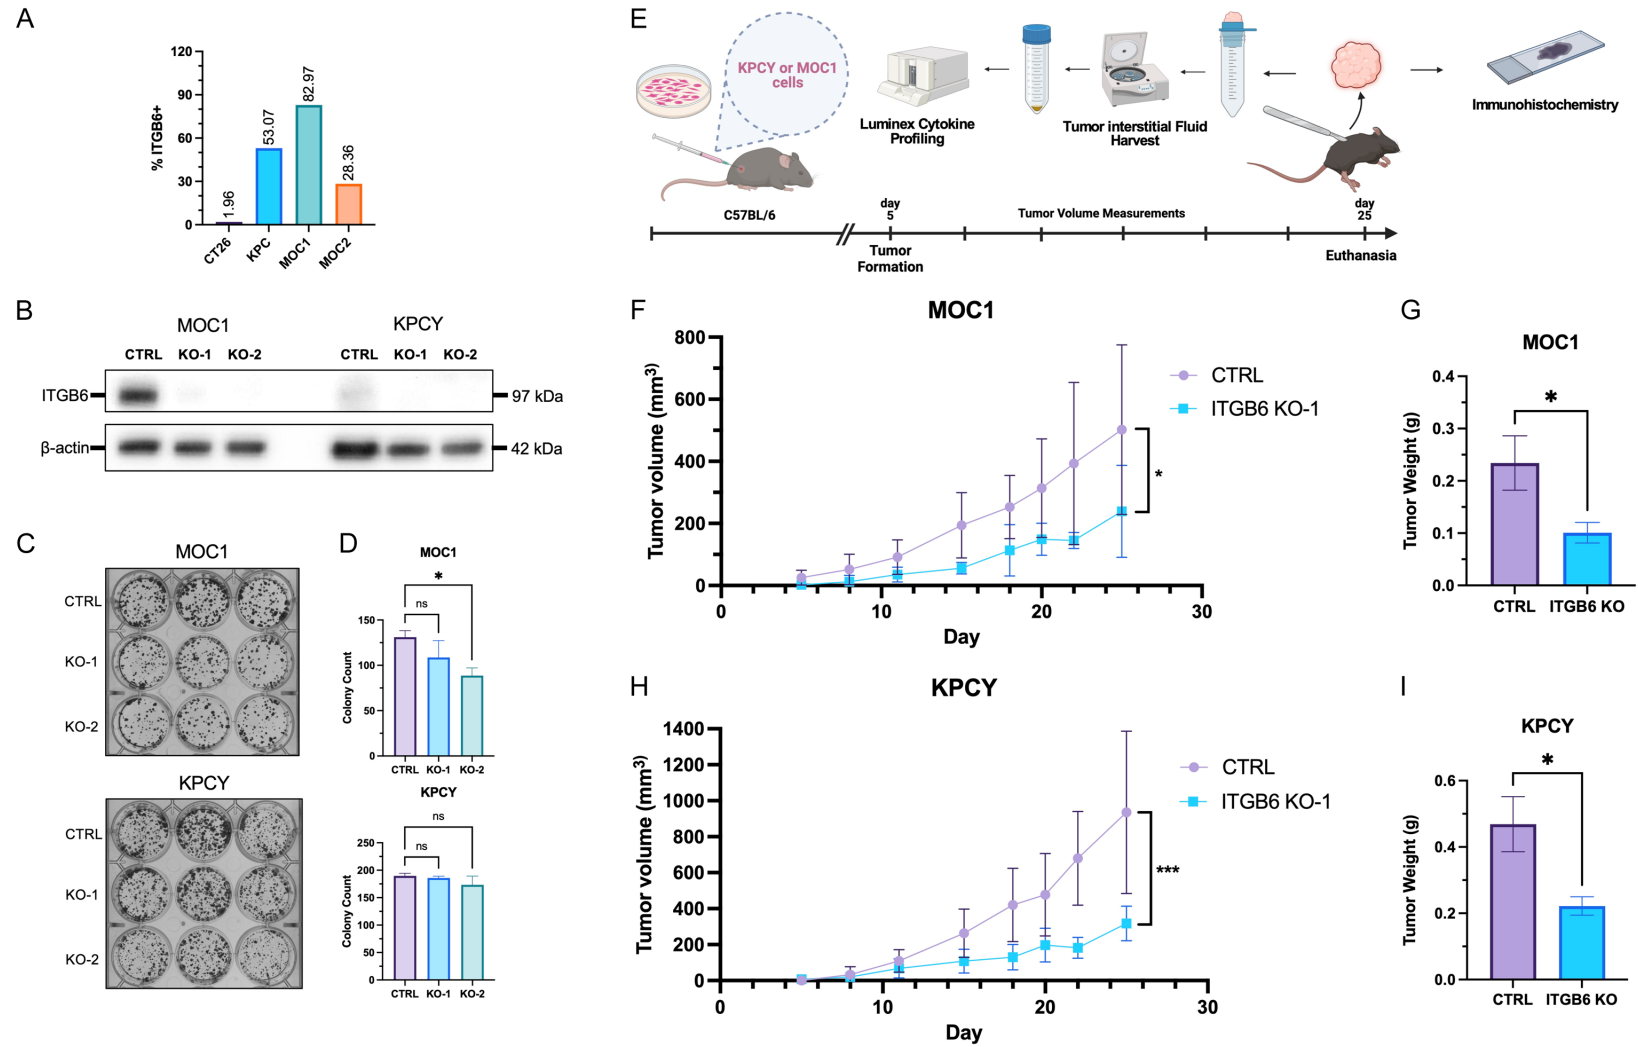 A
120
90
60
30
0
% ITGB6+
1.96
53.07
82.97
28.36
CT26
KPC
MOC1
MOC2
B
MOC1
KPCY
CTRL KO-1 KO-2 CTRL KO-1 KO-2
ITGB6 97 kDa
β-actin 42 kDa
C
MOC1
CTRL
KO-1
KO-2
KPCY
CTRL
KO-1
KO-2
D
MOC1
*
ns
150
100
50
0
Colony Count
CTRL KO-1 KO-2
KPCY
ns
ns
250
200
150
100
50
0
Colony Count
CTRL KO-1 KO-2
E
KPCY or MOC1
cells
Luminex Cytokine
Profiling
Tumor interstitial Fluid
Harvest
Immunohistochemistry
C57BL/6
day
5
Tumor Volume Measurements
day
25
Tumor
Formation
Euthanasia
F
MOC1
800
600
400
200
0
Tumor volume (mm³)
0 10 20 30
Day
CTRL
ITGB6 KO-1
*
G
MOC1
*
0.4
0.3
0.2
0.1
0.0
Tumor Weight (g)
CTRL ITGB6 KO
H
KPCY
1400
1200
1000
800
600
400
200
0
Tumor volume (mm³)
0 10 20 30
Day
CTRL
ITGB6 KO-1
***
I
KPCY
*
0.6
0.4
0.2
0.0
Tumor Weight (g)
CTRL ITGB6 KO